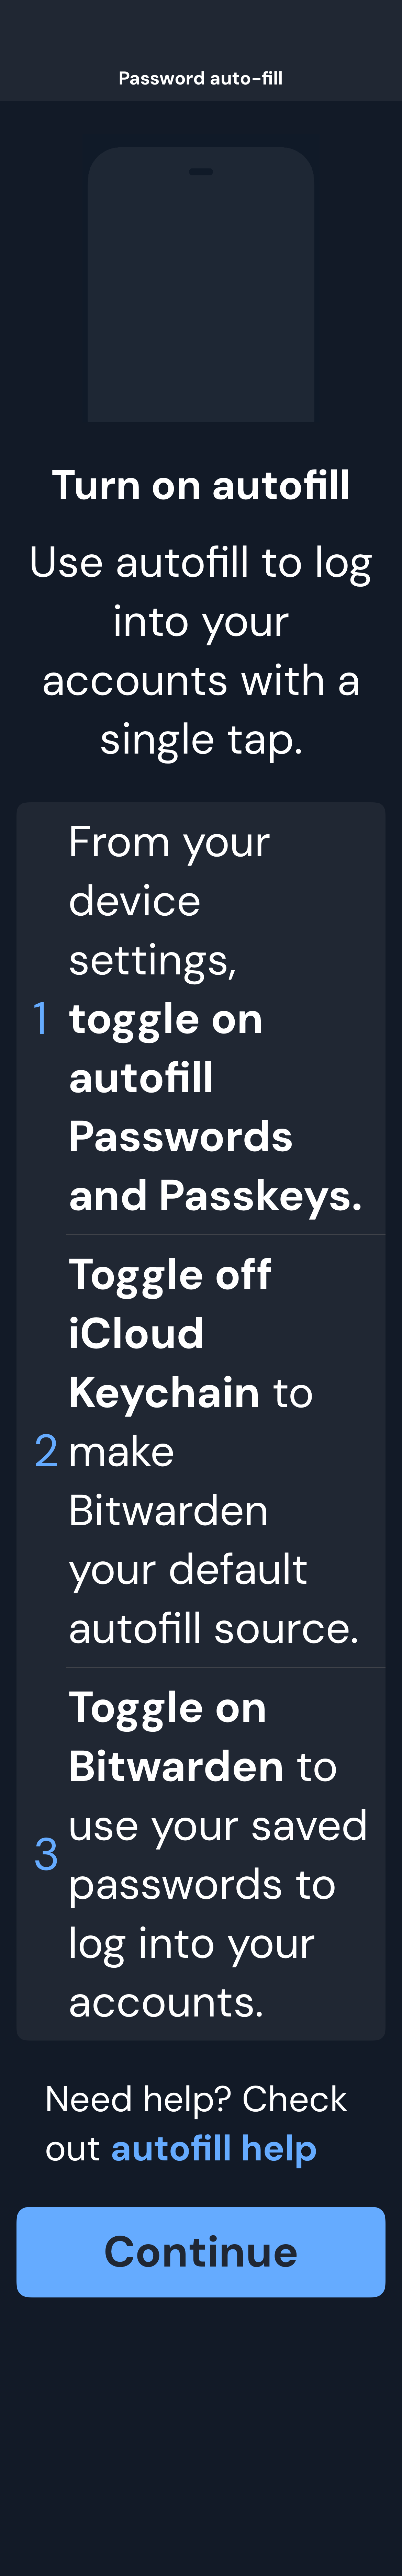 Password auto-fill
Turn on autofill
Use autofill to log
into your
accounts with a
single tap.
From your
device
settings,
1 toggle on
autofill
Passwords
and Passkeys.
Toggle off
iCloud
Keychain to
2 make
Bitwarden
your default
autofill source.
Toggle on
Bitwarden to
use your saved
3 passwords to
log into your
accounts.
Need help? Check
out autofill help
Continue